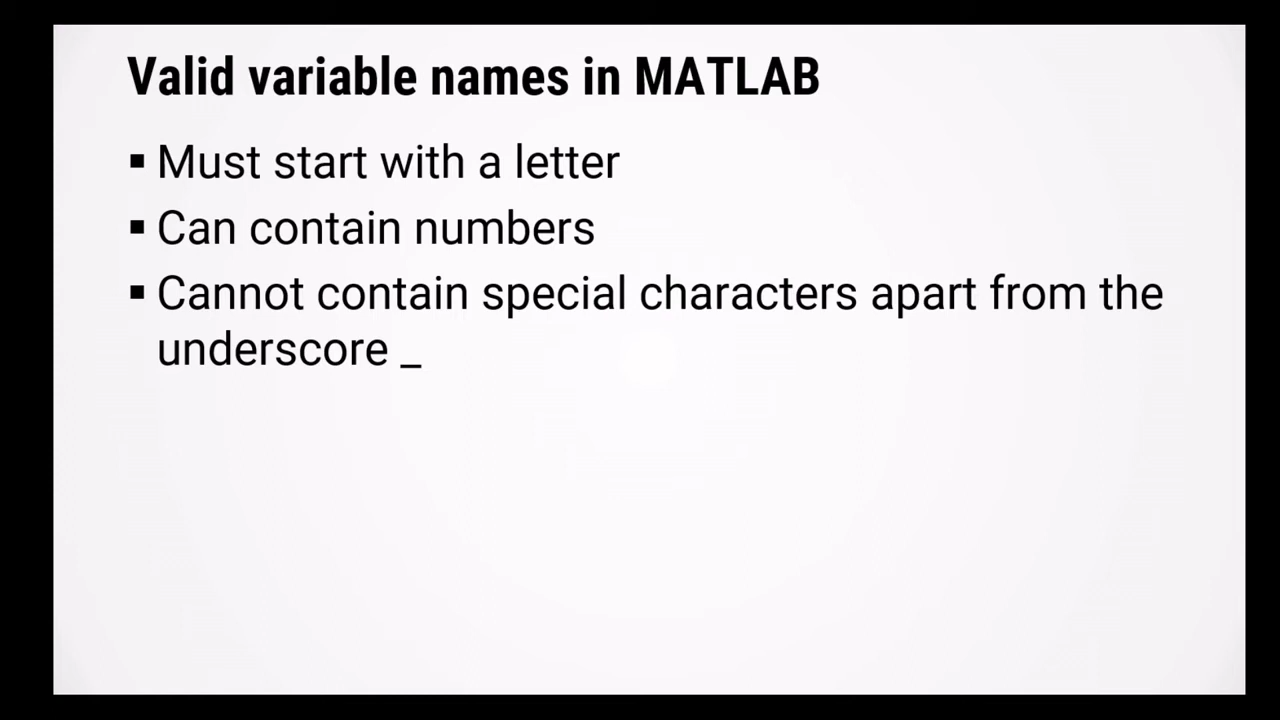 Valid variable names in MATLAB
▪ Must start with a letter
▪ Can contain numbers
▪ Cannot contain special characters apart from the
underscore _